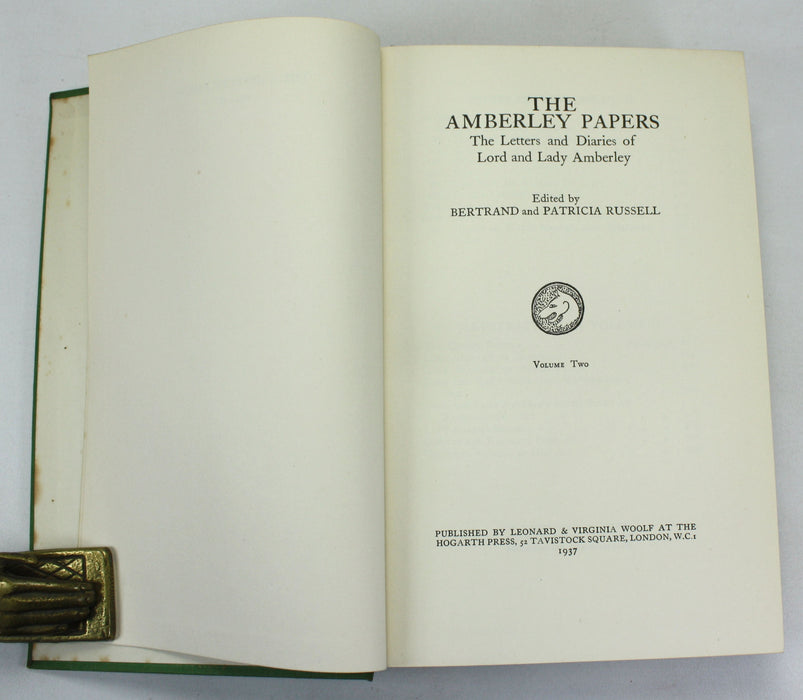 THE
AMBERLEY PAPERS
The Letters and Diaries of
Lord and Lady Amberley
Edited by
BERTRAND and PATRICIA RUSSELL
VOLUME TWO
PUBLISHED BY LEONARD & VIRGINIA WOOLF AT THE
HOGARTH PRESS, 52 TAVISTOCK SQUARE, LONDON, W.C.1
1937